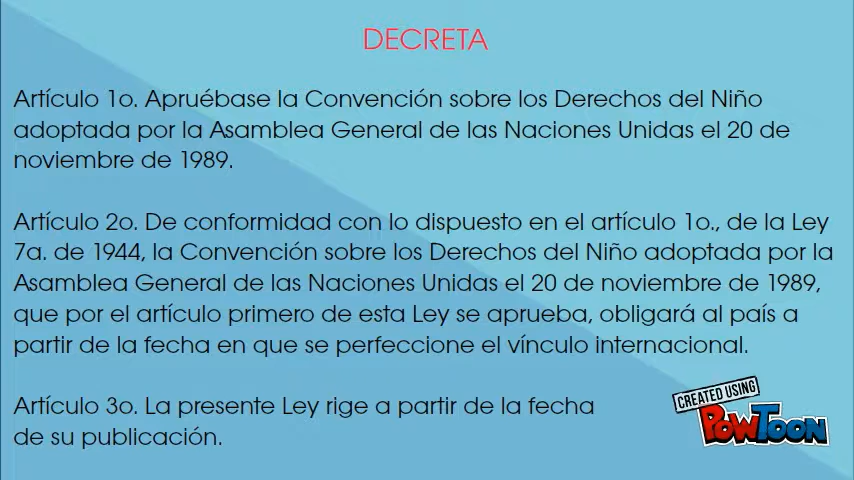 DECRETA
Artículo 1o. Apruébase la Convención sobre los Derechos del Niño
adoptada por la Asamblea General de las Naciones Unidas el 20 de
noviembre de 1989.
Artículo 2o. De conformidad con lo dispuesto en el artículo 1o., de la Ley
7a. de 1944, la Convención sobre los Derechos del Niño adoptada por la
Asamblea General de las Naciones Unidas el 20 de noviembre de 1989,
que por el artículo primero de esta Ley se aprueba, obligará al país a
partir de la fecha en que se perfeccione el vínculo internacional.
Artículo 3o. La presente Ley rige a partir de la fecha
de su publicación.
CREATED USING
POWTOON